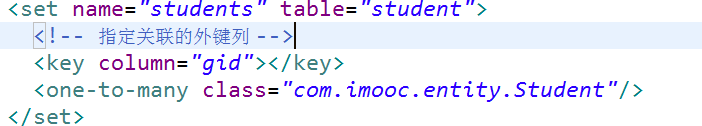 <set name="students" table="student">
<!-- 指定关联的外键列 -->
<key column="gid"></key>
<one-to-many class="com.imooc.entity.Student"/>
</set>